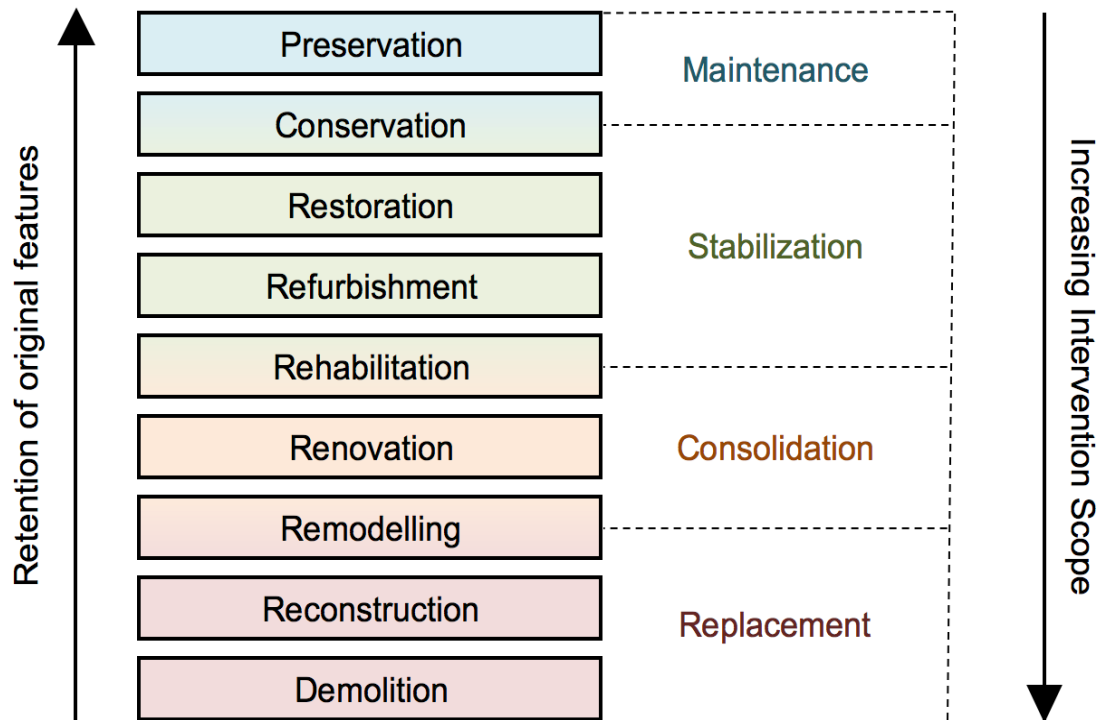 Retention of original features
Preservation
Conservation
Restoration
Refurbishment
Rehabilitation
Renovation
Remodelling
Reconstruction
Demolition
Maintenance
Stabilization
Consolidation
Replacement
Increasing Intervention Scope